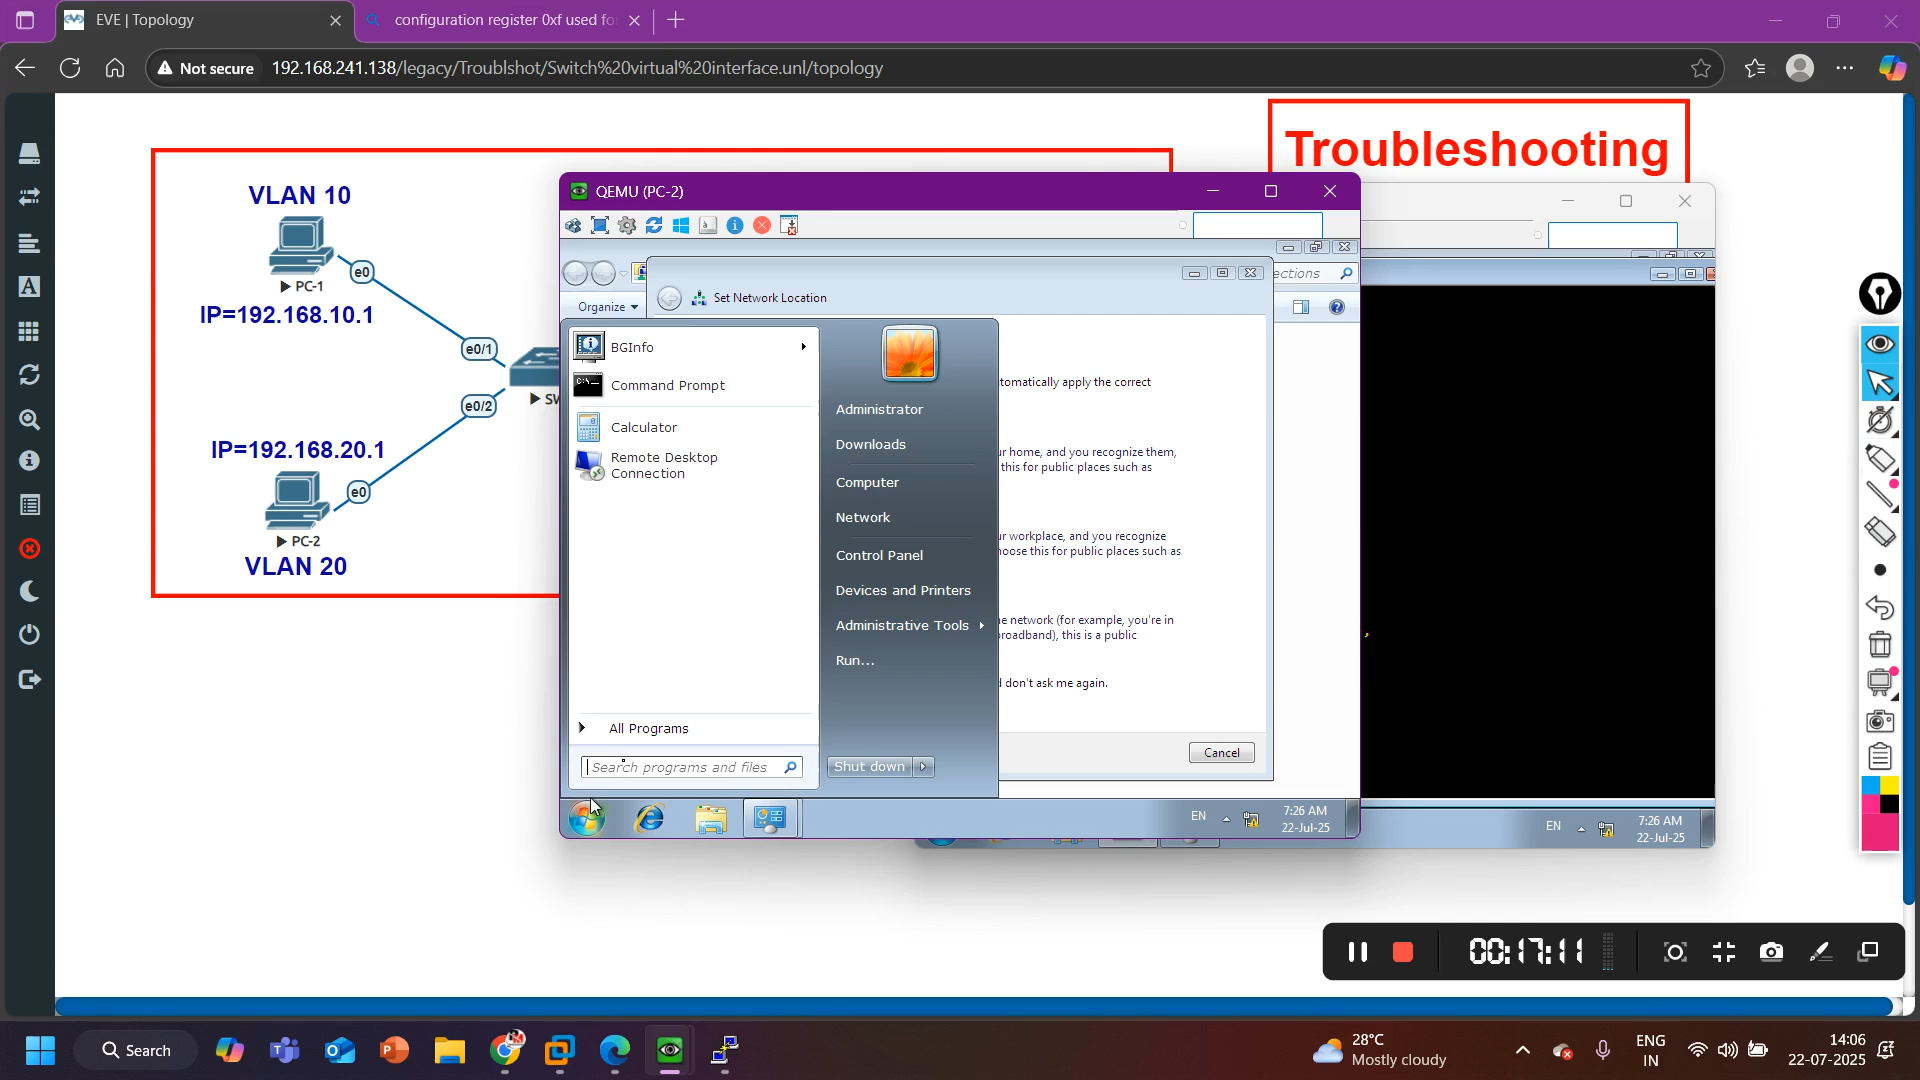 EVE | Topology
configuration register 0xf used fo
Not secure
192.168.241.138/legacy/Troublshot/Switch%20virtual%20interface.unl/topology
Troubleshooting
VLAN 10
PC-1
IP=192.168.10.1
e0
e0/1
SW
e0/2
IP=192.168.20.1
e0
PC-2
VLAN 20
QEMU (PC-2)
ections
Set Network Location
Organize
BGInfo
Command Prompt
Calculator
Remote Desktop
Connection
All Programs
Search programs and files
Administrator
Downloads
Computer
Network
Control Panel
Devices and Printers
Administrative Tools
Run...
Shut down
tomatically apply the correct
ur home, and you recognize them,
this for public places such as
ur workplace, and you recognize
hoose this for public places such as
e network (for example, you're in
roadband), this is a public
d don't ask me again.
Cancel
EN
7:26 AM
22-Jul-25
EN
7:26 AM
22-Jul-25
00:17:11
Search
28°C
Mostly cloudy
ENG
IN
14:06
22-07-2025